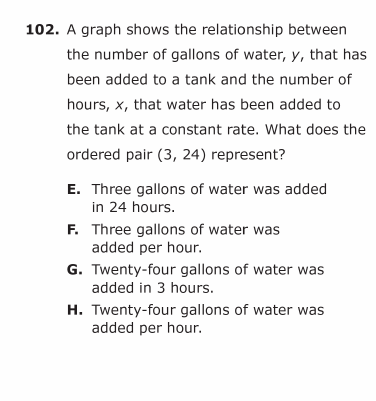 102. A graph shows the relationship between
the number of gallons of water, y, that has
been added to a tank and the number of
hours, x, that water has been added to
the tank at a constant rate. What does the
ordered pair (3, 24) represent?
E. Three gallons of water was added
in 24 hours.
F. Three gallons of water was
added per hour.
G. Twenty-four gallons of water was
added in 3 hours.
H. Twenty-four gallons of water was
added per hour.